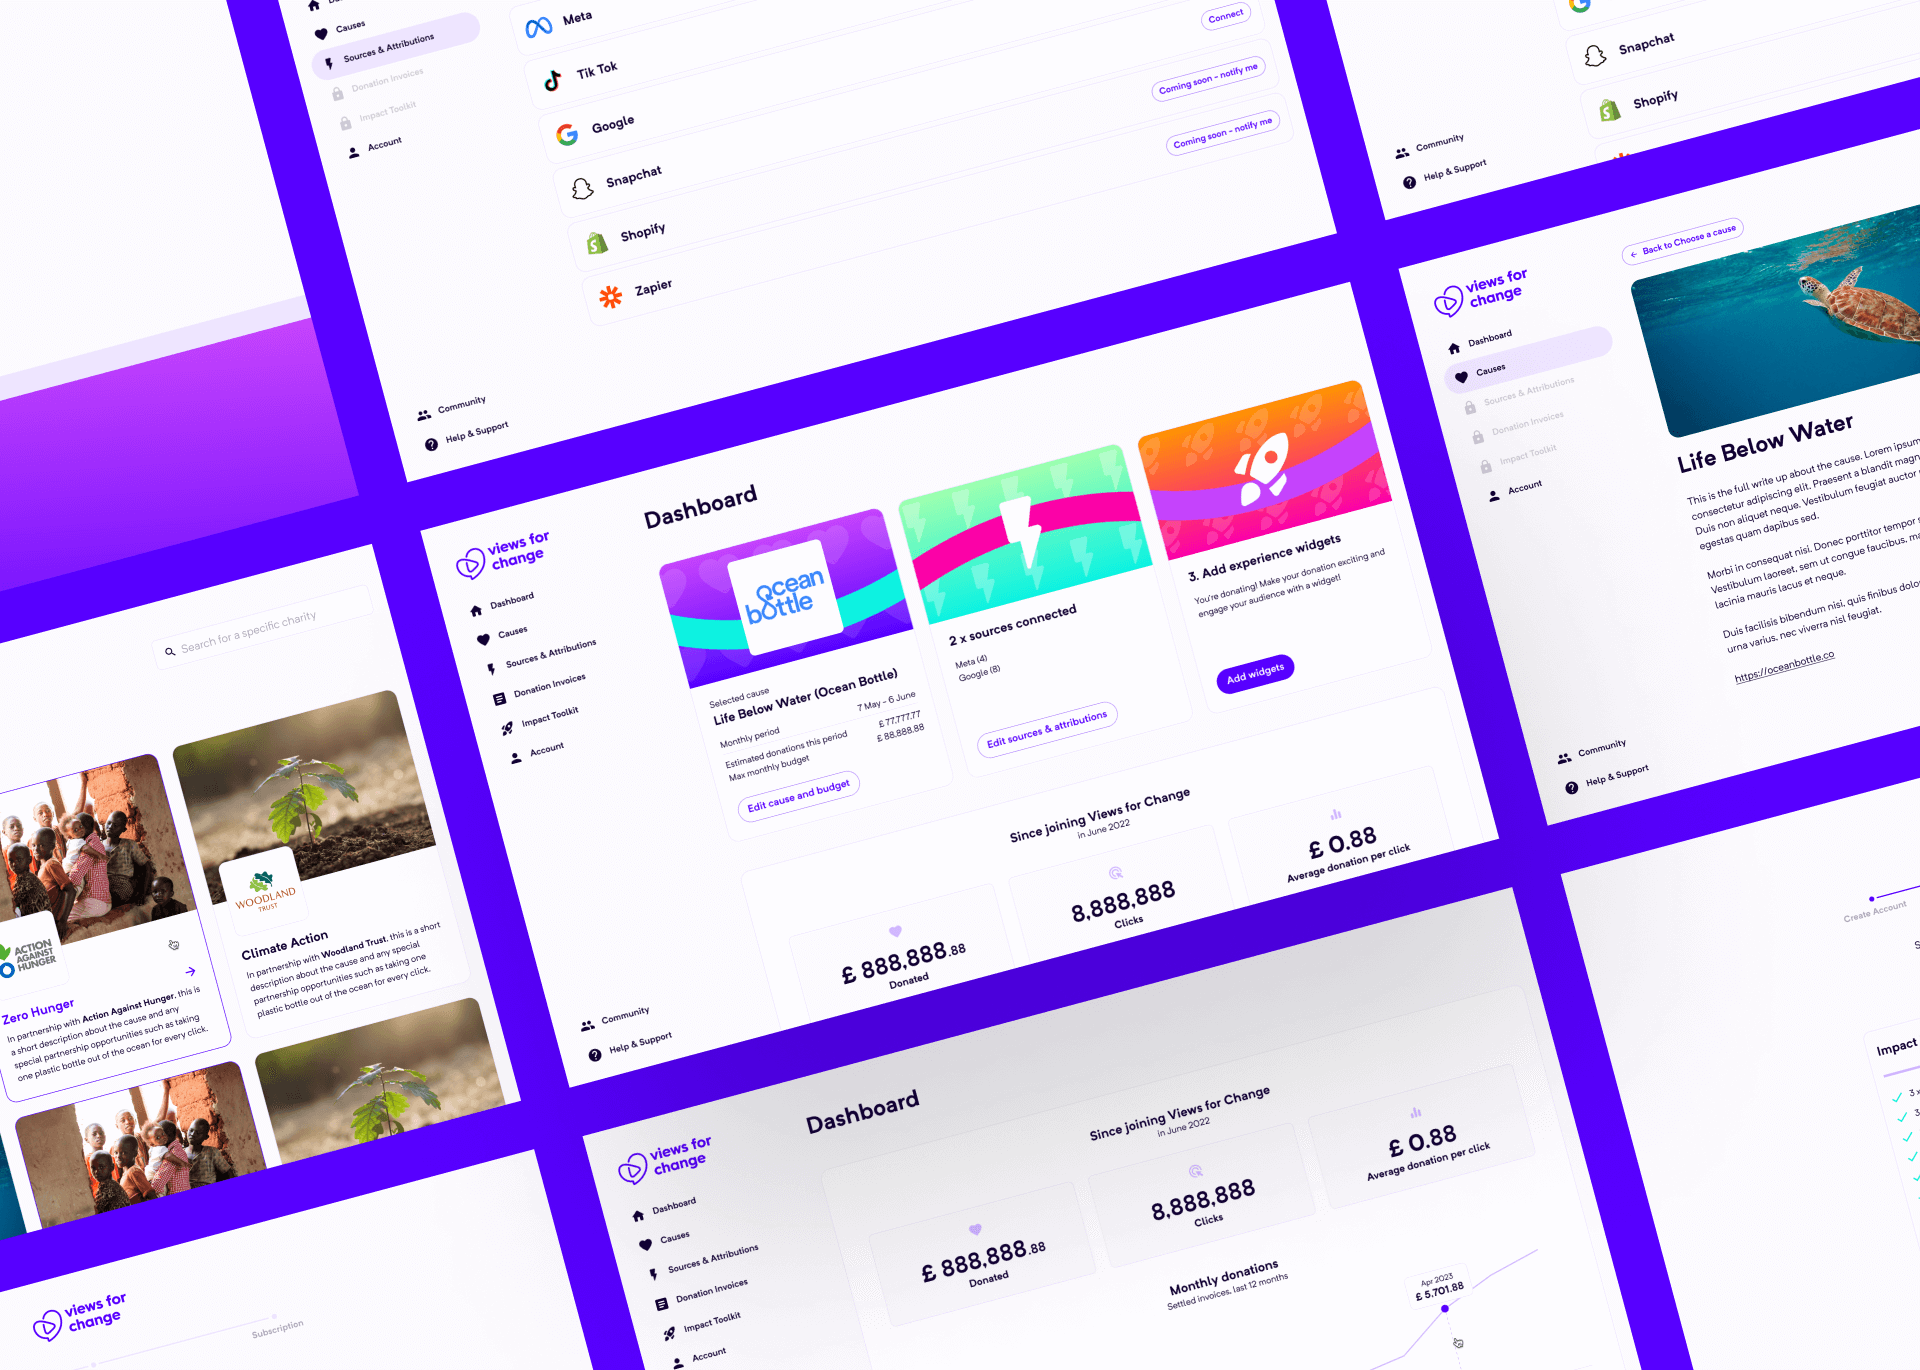 Causes
Sources & Attributions
Donation Invoices
Impact Toolkit
Account
Community
Help & Support
Meta
Tik Tok
Google
Snapchat
Shopify
Zapier
Connect
Coming soon - notify me
Coming soon - notify me
Snapchat
Shopify
Community
Help & Support
views for
change
Dashboard
Causes
Sources & Attributions
Donation Invoices
Impact Toolkit
Account
Community
Help & Support
← Back to Choose a cause
Life Below Water
This is the full write up about the cause. Lorem ipsum
consectetur adipiscing elit. Praesent a blandit magn
Duis non aliquet neque. Vestibulum feugiat auctor
egestas quam dapibus sed.
Morbi in consequat nisi. Donec porttitor tempor
Vestibulum laoreet, sem ut congue faucibus, ma
lacinia mauris lacus et neque.
Duis facilisis bibendum nisi, quis finibus dolo
urna varius, nec viverra nisl feugiat.
https://oceanbottle.co
views for
change
Dashboard
Causes
Sources & Attributions
Donation Invoices
Impact Toolkit
Account
Community
Help & Support
Dashboard
ocean
bottle
Selected cause
Life Below Water (Ocean Bottle)
Monthly period 7 May - 6 June
Estimated donations this period £ 77,777.77
Max monthly budget £ 88,888.88
Edit cause and budget
2 x sources connected
Meta (4)
Google (8)
Edit sources & attributions
3. Add experience widgets
You're donating! Make your donation exciting and
engage your audience with a widget!
Add widgets
Since joining Views for Change
in June 2022
£ 888,888.88
Donated
8,888,888
Clicks
£ 0.88
Average donation per click
Search for a specific charity
ACTION
AGAINST
HUNGER
Zero Hunger
In partnership with Action Against Hunger, this is
a short description about the cause and any
special partnership opportunities such as taking
one plastic bottle out of the ocean for every click.
WOODLAND
TRUST
Climate Action
In partnership with Woodland Trust, this is a short
description about the cause and any special
partnership opportunities such as taking one
plastic bottle out of the ocean for every click.
views for
change
Subscription
views for
change
Dashboard
Causes
Sources & Attributions
Donation Invoices
Impact Toolkit
Account
Dashboard
Since joining Views for Change
in June 2022
£ 888,888.88
Donated
8,888,888
Clicks
£ 0.88
Average donation per click
Monthly donations
Settled invoices, last 12 months
Apr 2023
£ 5,701.88
Create Account
Impact
3 x
3